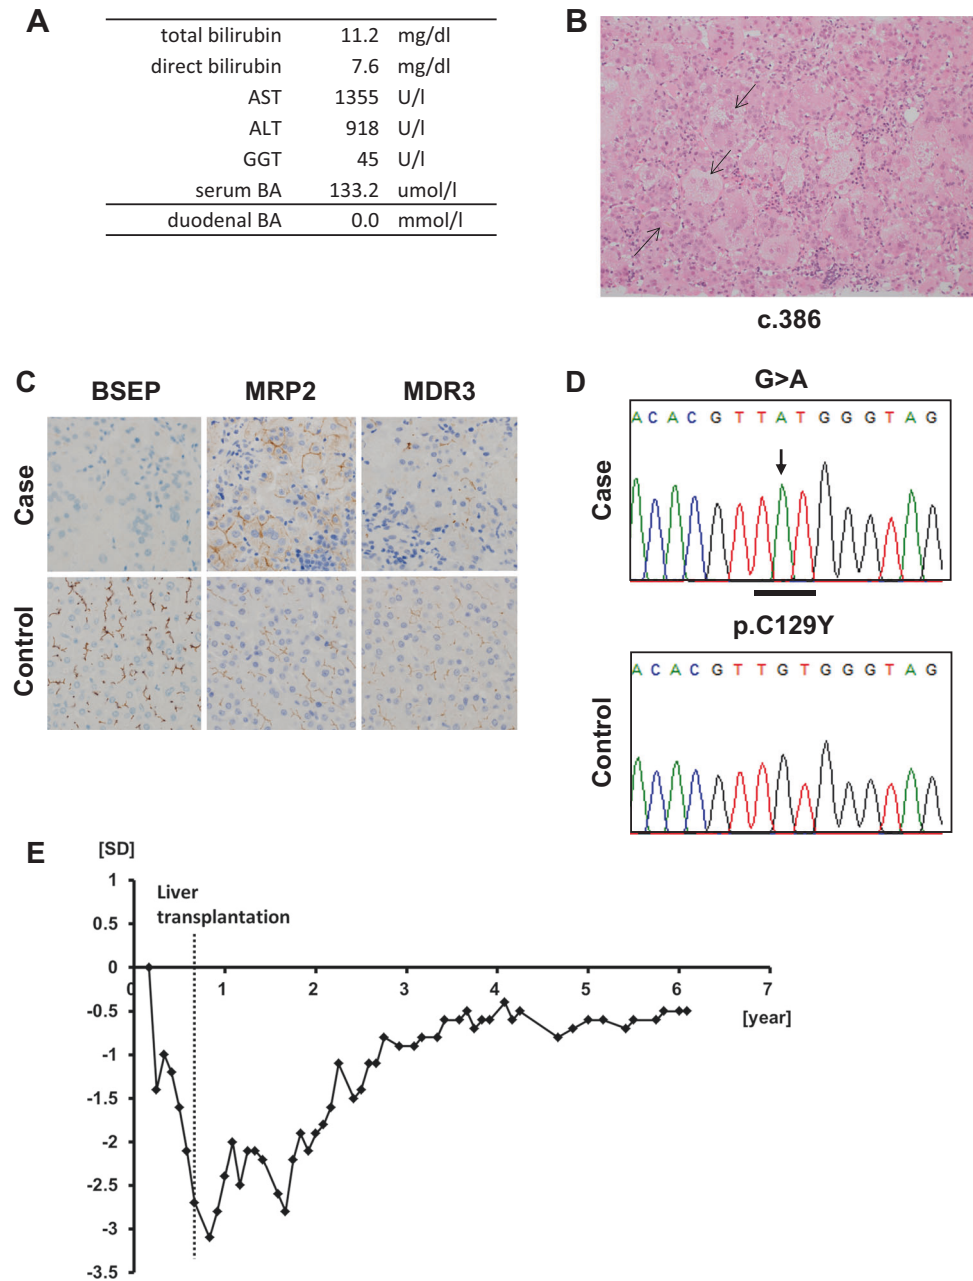 A
total bilirubin 11.2 mg/dl
direct bilirubin 7.6 mg/dl
AST 1355 U/l
ALT 918 U/l
GGT 45 U/l
serum BA 133.2 umol/l
duodenal BA 0.0 mmol/l
B
C
BSEP MRP2 MDR3
Case
Control
D
c.386
G>A
Case
A C A C G T T A T G G G T A G
p.C129Y
Control
A C A C G T T G T G G G T A G
E
[SD]
Liver
transplantation
1
0.5
0
-0.5
-1
-1.5
-2
-2.5
-3
-3.5
0 1 2 3 4 5 6 7
[year]